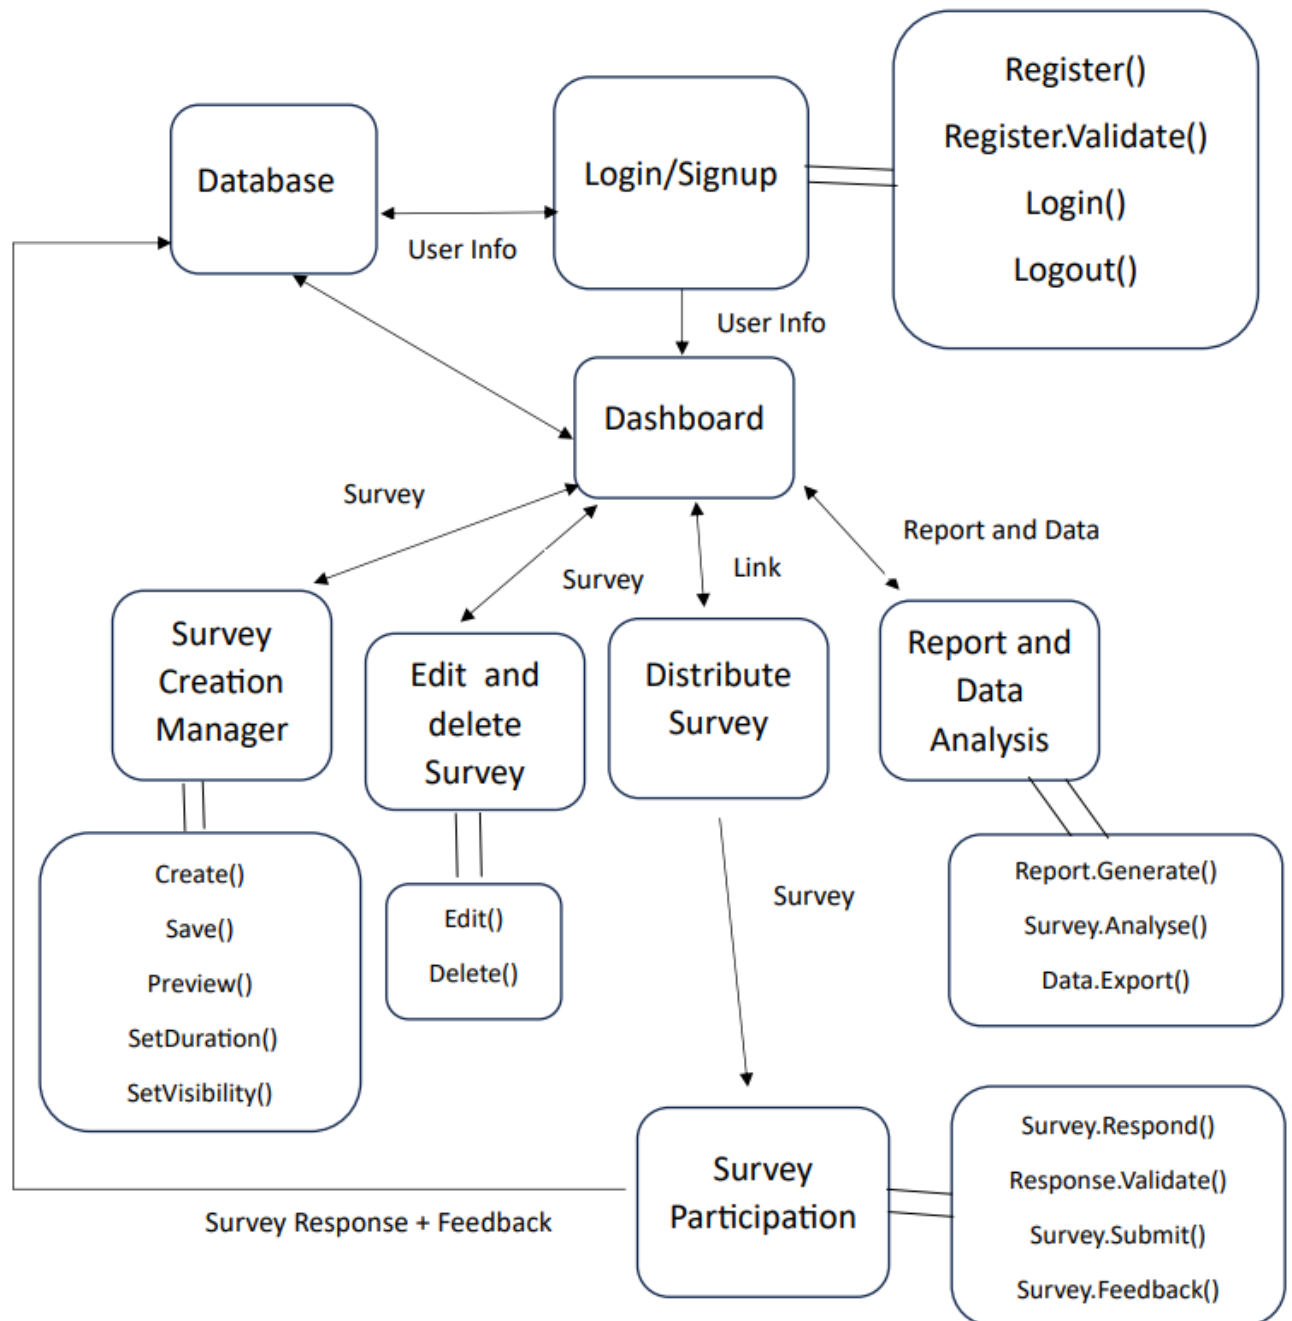 Register()
Register.Validate()
Login()
Logout()
Login/Signup
Database
User Info
User Info
Dashboard
Survey
Survey
Link
Report and Data
Survey
Creation
Manager
Edit and
delete
Survey
Distribute
Survey
Report and
Data
Analysis
Create()
Save()
Preview()
SetDuration()
SetVisibility()
Edit()
Delete()
Survey
Report.Generate()
Survey.Analyse()
Data.Export()
Survey
Participation
Survey.Respond()
Response.Validate()
Survey.Submit()
Survey.Feedback()
Survey Response + Feedback